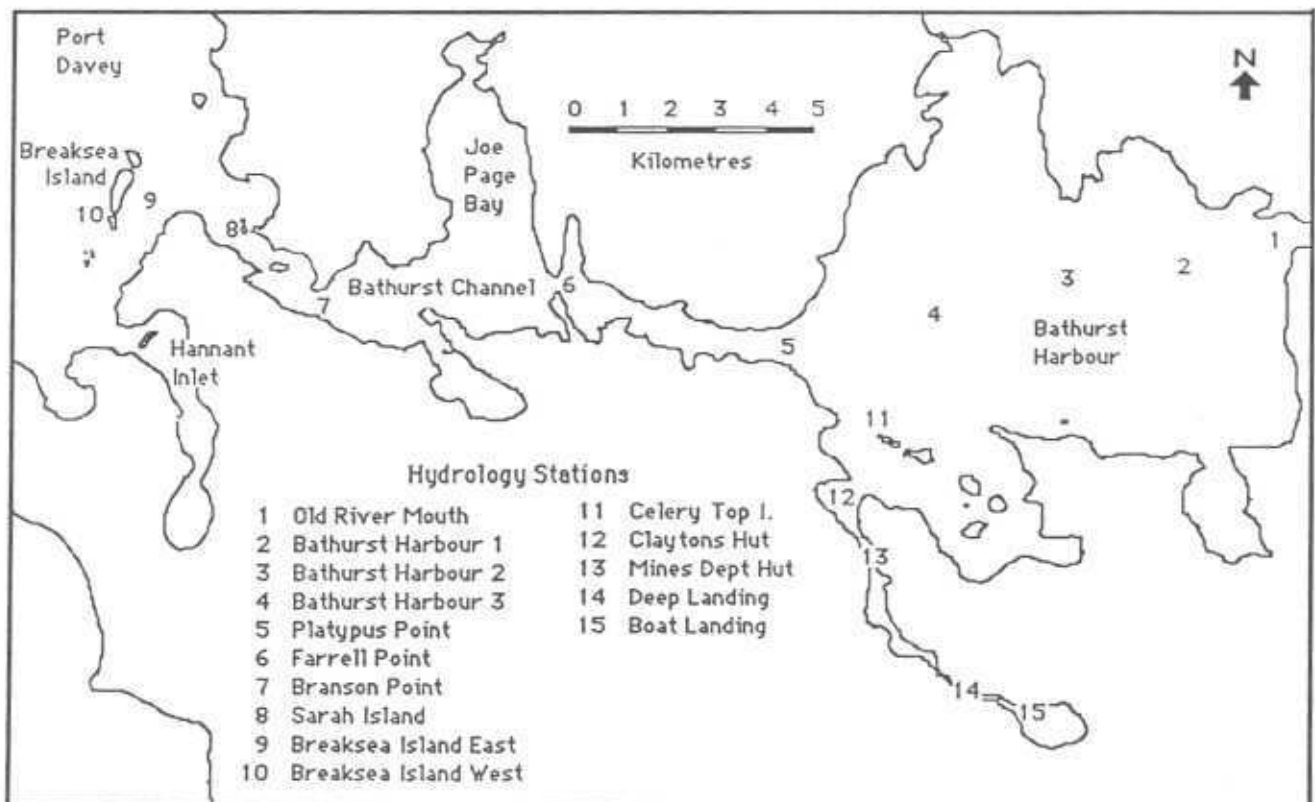 Port
Davey
N
0 1 2 3 4 5
Kilometres
Breaksea
Island
Joe
Page
Bay
9
10
8
1
2
3
Bathurst Channel
6
7
4
Bathurst
Harbour
5
Hannant
Inlet
11
12
13
14
15
Hydrology Stations
1 Old River Mouth
2 Bathurst Harbour 1
3 Bathurst Harbour 2
4 Bathurst Harbour 3
5 Platypus Point
6 Farrell Point
7 Branson Point
8 Sarah Island
9 Breaksea Island East
10 Breaksea Island West
11 Celery Top I.
12 Claytons Hut
13 Mines Dept Hut
14 Deep Landing
15 Boat Landing